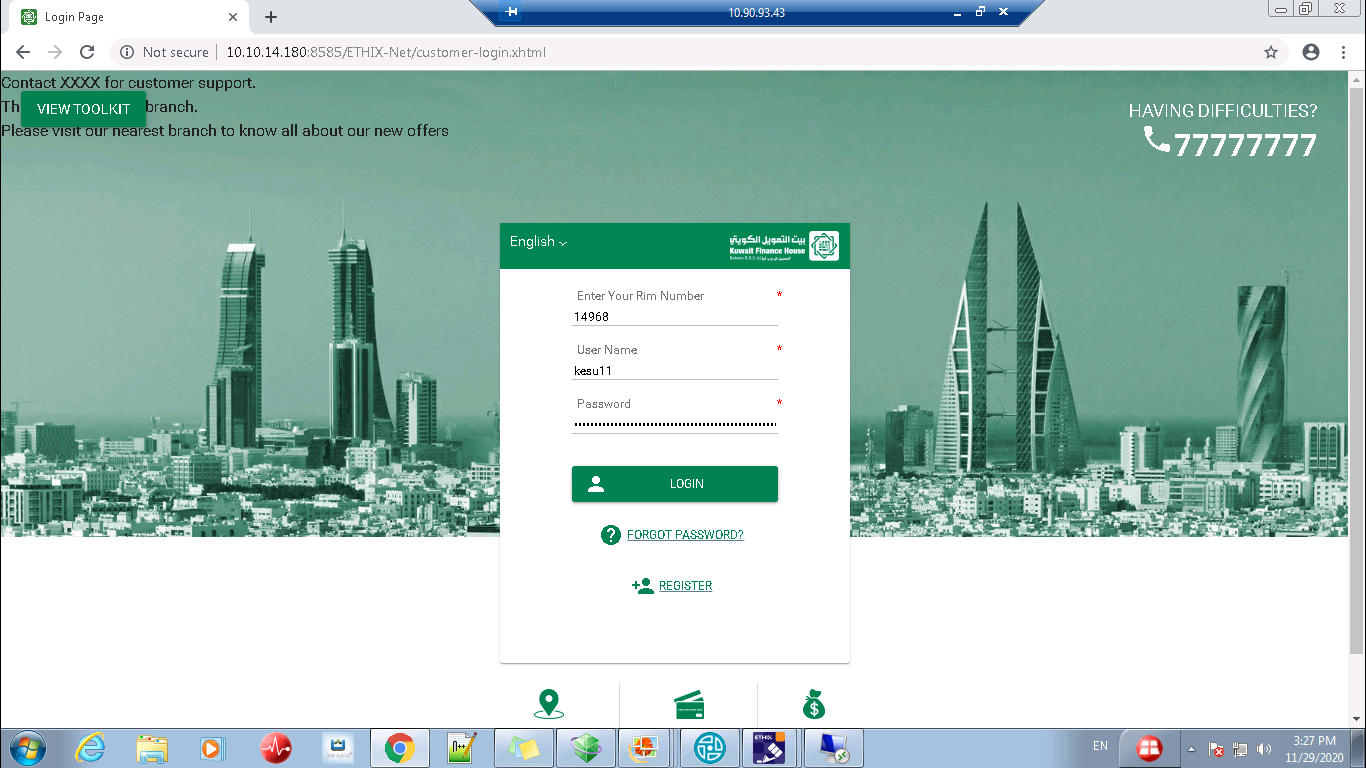 Login Page
10.90.93.43
Not secure
10.10.14.180:8585/ETHIX-Net/customer-login.xhtml
Contact XXXX for customer support.
Th
VIEW TOOLKIT
branch.
Please visit our nearest branch to know all about our new offers
HAVING DIFFICULTIES?
77777777
English
بيت التمويل الكويتي
Kuwait Finance House
Enter Your Rim Number *
14968
User Name *
kesu11
Password *
LOGIN
FORGOT PASSWORD?
REGISTER
EN
3:27 PM
11/29/2020
ETHIX